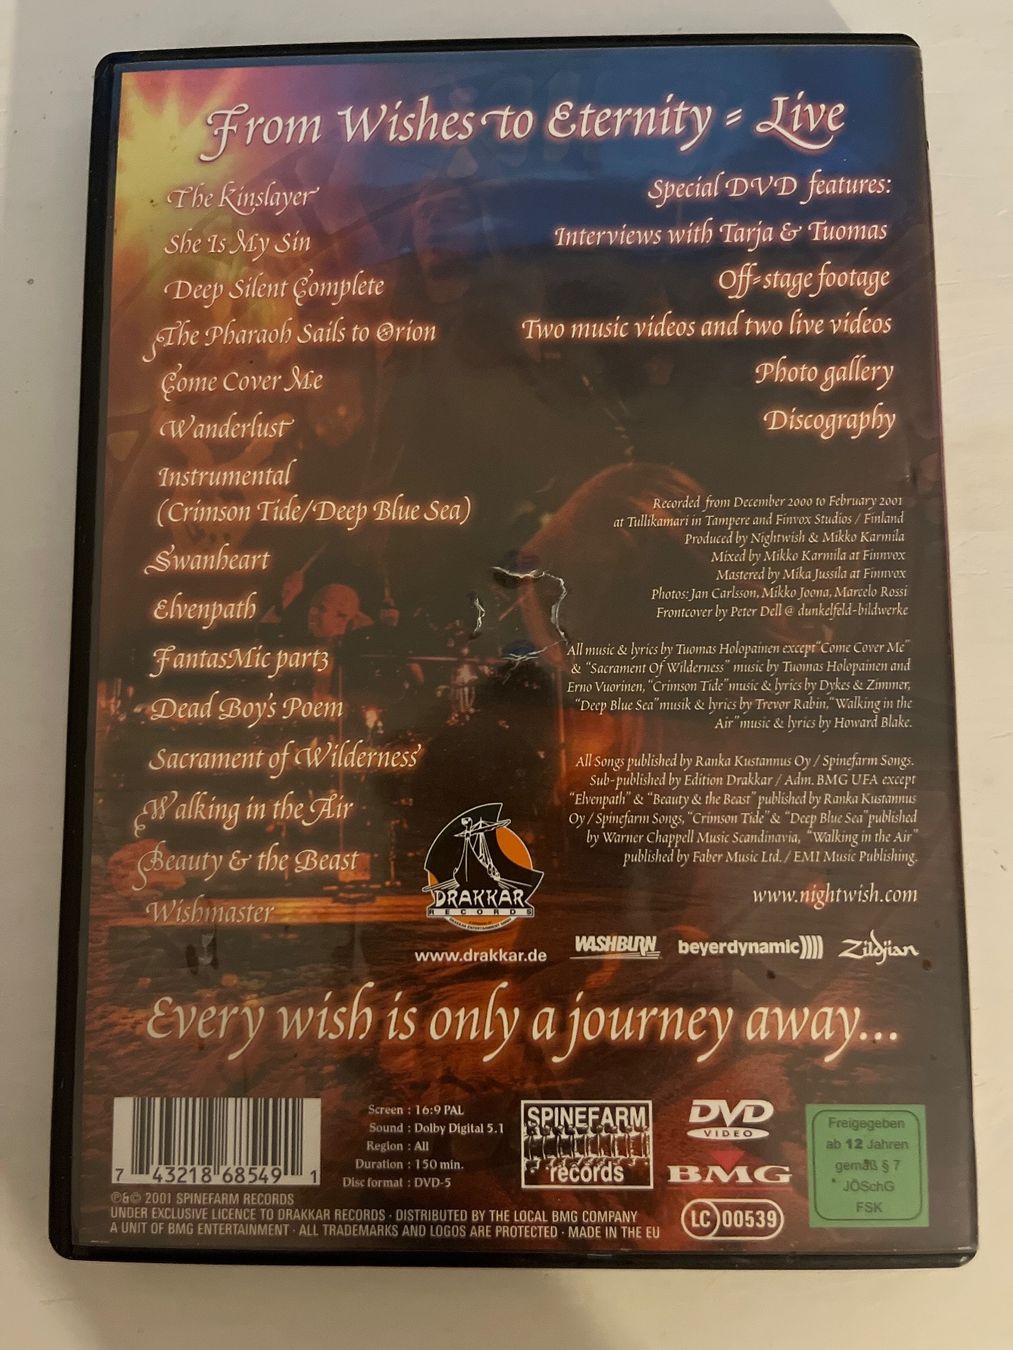 From Wishes to Eternity - Live
The Kinslayer
She Is My Sin
Deep Silent Complete
The Pharaoh Sails to Orion
Come Cover Me
Wanderlust
Instrumental
(Crimson Tide/Deep Blue Sea)
Swanheart
Elvenpath
FantasMic part3
Dead Boy's Poem
Sacrament of Wilderness
Walking in the Air
Beauty & the Beast
Wishmaster
Special DVD features:
Interviews with Tarja & Tuomas
Off-stage footage
Two music videos and two live videos
Photo gallery
Discography
Recorded from December 2000 to February 2001
at Tullikamari in Tampere and Finvox Studios / Finland
Produced by Nightwish & Mikko Karmila
Mixed by Mikko Karmila at Finnvox
Mastered by Mika Jussila at Finnvox
Photos: Jan Carlsson, Mikko Joona, Marcelo Rossi
Frontcover by Peter Dell @ dunkelfeld-bildwerke
All music & lyrics by Tuomas Holopainen except "Come Cover Me"
& "Sacrament Of Wilderness" music by Tuomas Holopainen and
Erno Vuorinen, "Crimson Tide" music & lyrics by Dykes & Zimmer,
"Deep Blue Sea" musik & lyrics by Trevor Rabin, "Walking in the
Air" music & lyrics by Howard Blake.
All Songs published by Ranka Kustannus Oy / Spinefarm Songs.
Sub-published by Edition Drakkar / Adm. BMG UFA except
"Elvenpath" & "Beauty & the Beast" published by Ranka Kustannus
Oy / Spinefarm Songs, "Crimson Tide" & "Deep Blue Sea" published
by Warner Chappell Music Scandinavia, "Walking in the Air"
published by Faber Music Ltd. / EMI Music Publishing.
www.nightwish.com
DRAKKAR
RECORDS
www.drakkar.de
WASHBURN
beyerdynamic
Zildjian
Every wish is only a journey away...
7 43218 68549 1
Screen : 16:9 PAL
Sound : Dolby Digital 5.1
Region : All
Duration : 150 min.
Disc format : DVD-5
SPINEFARM
records
DVD
VIDEO
BMG
LC 00539
Freigegeben
ab 12 Jahren
gemäß § 7
JÖSchG
FSK
℗&© 2001 SPINEFARM RECORDS
UNDER EXCLUSIVE LICENCE TO DRAKKAR RECORDS · DISTRIBUTED BY THE LOCAL BMG COMPANY
A UNIT OF BMG ENTERTAINMENT · ALL TRADEMARKS AND LOGOS ARE PROTECTED · MADE IN THE EU